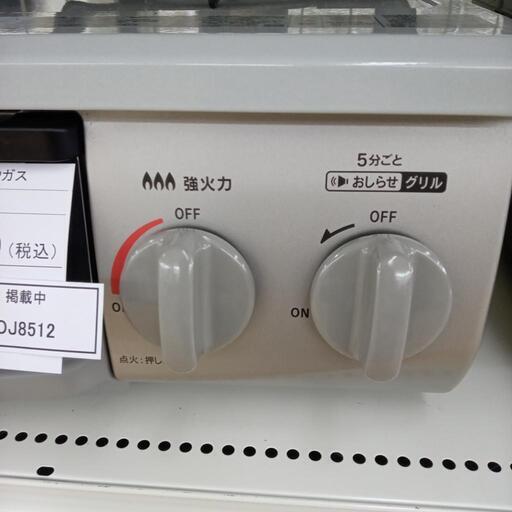 ガス
(税込)
掲載中
DJ8512
強火力
OFF
点火:押し
5分ごと
おしらせ グリル
OFF
ON